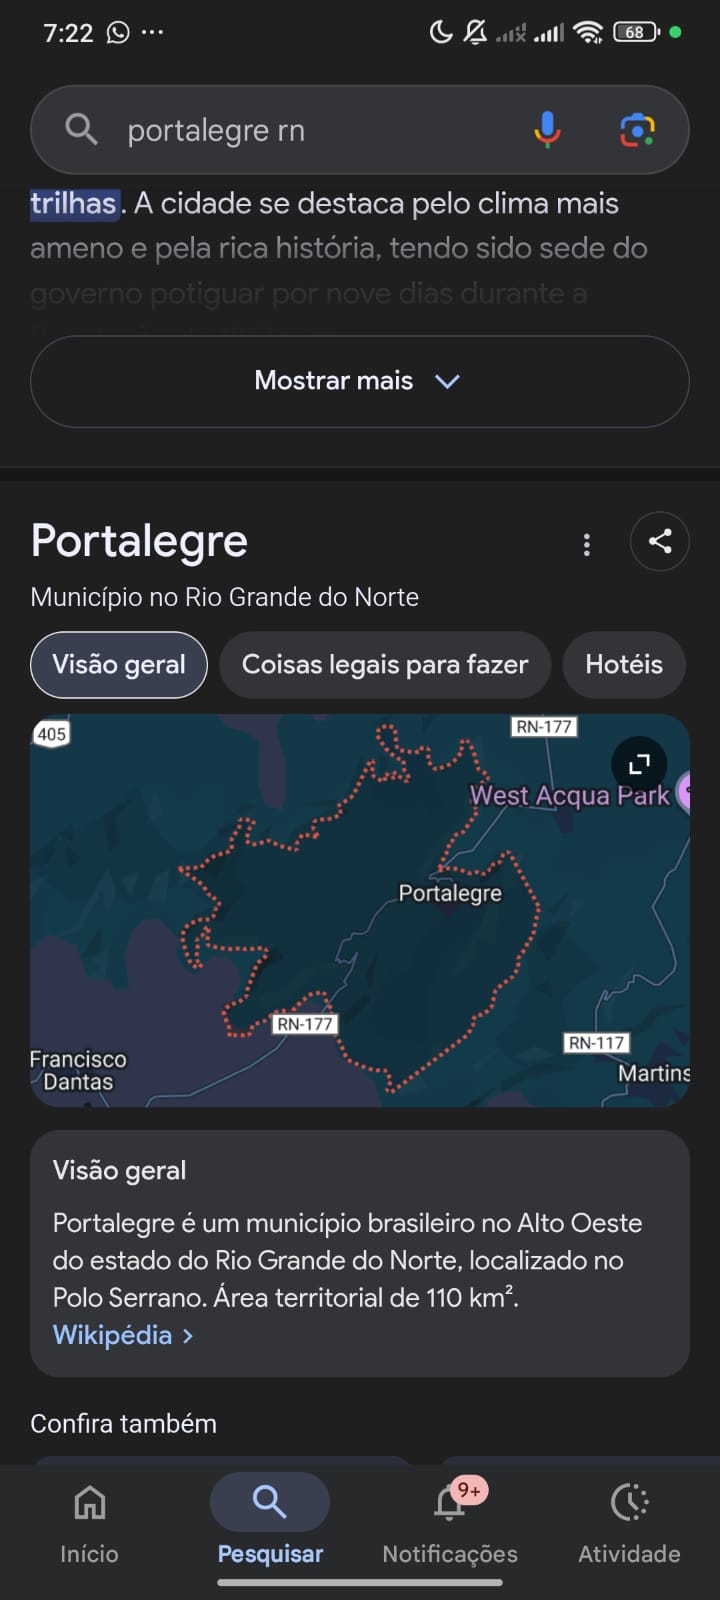 7:22
68
portalegre rn
trilhas. A cidade se destaca pelo clima mais
ameno e pela rica história, tendo sido sede do
governo potiguar por nove dias durante a
Mostrar mais
Portalegre
Município no Rio Grande do Norte
Visão geral
Coisas legais para fazer
Hotéis
405
RN-177
West Acqua Park
Portalegre
RN-177
RN-117
Francisco
Dantas
Martins
Visão geral
Portalegre é um município brasileiro no Alto Oeste
do estado do Rio Grande do Norte, localizado no
Polo Serrano. Área territorial de 110 km².
Wikipédia >
Confira também
9+
Início
Pesquisar
Notificações
Atividade